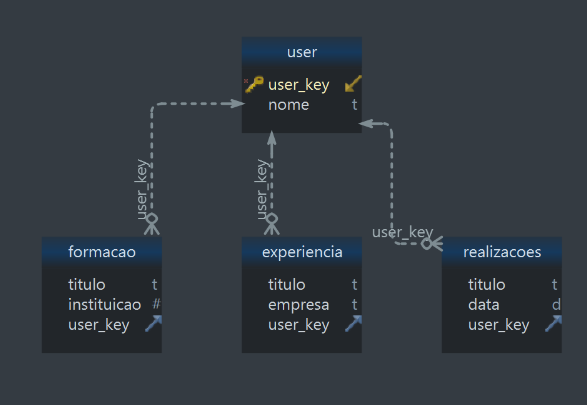 user
user_key
nome t
user_key
user_key
user_key
formacao
titulo t
instituicao #
user_key
experiencia
titulo t
empresa t
user_key
realizacoes
titulo t
data d
user_key